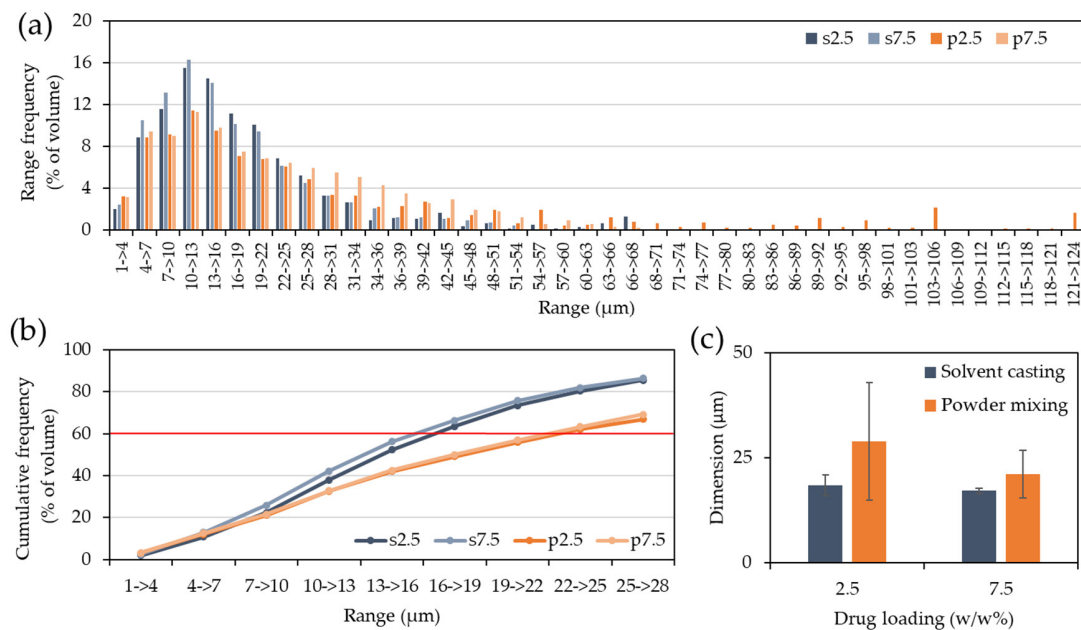 (a)
Range frequency
(% of volume)
20
16
12
8
4
0
s2.5 s7.5 p2.5 p7.5
1->4 4->7 7->10 10->13 13->16 16->19 19->22 22->25 25->28 28->31 31->34 34->36 36->39 39->42 42->45 45->48 48->51 51->54 54->57 57->60 60->63 63->66 66->68 68->71 71->74 74->77 77->80 80->83 83->86 86->89 89->92 92->95 95->98 98->101 101->103 103->106 106->109 109->112 112->115 115->118 118->121 121->124
Range (µm)
(b)
Cumulative frequency
(% of volume)
100
80
60
40
20
0
s2.5 s7.5 p2.5 p7.5
1->4 4->7 7->10 10->13 13->16 16->19 19->22 22->25 25->28
Range (µm)
(c)
Dimension (µm)
50
25
0
Solvent casting
Powder mixing
2.5 7.5
Drug loading (w/w%)